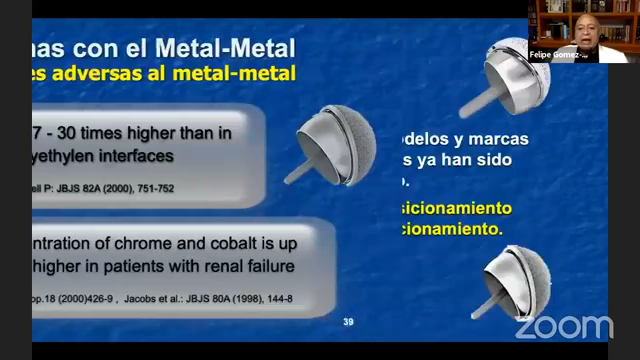 mas con el Metal-Metal
es adversas al metal-metal
7 - 30 times higher than in
yethylen interfaces
ell P: JBJS 82A (2000), 751-752
odelos y marcas
s ya han sido
o.
sicionamiento
cionamiento.
ntration of chrome and cobalt is up
higher in patients with renal failure
op.18 (2000)426-9 , Jacobs et al.: JBJS 80A (1998), 144-8
39
Felipe Gomez-...
zoom